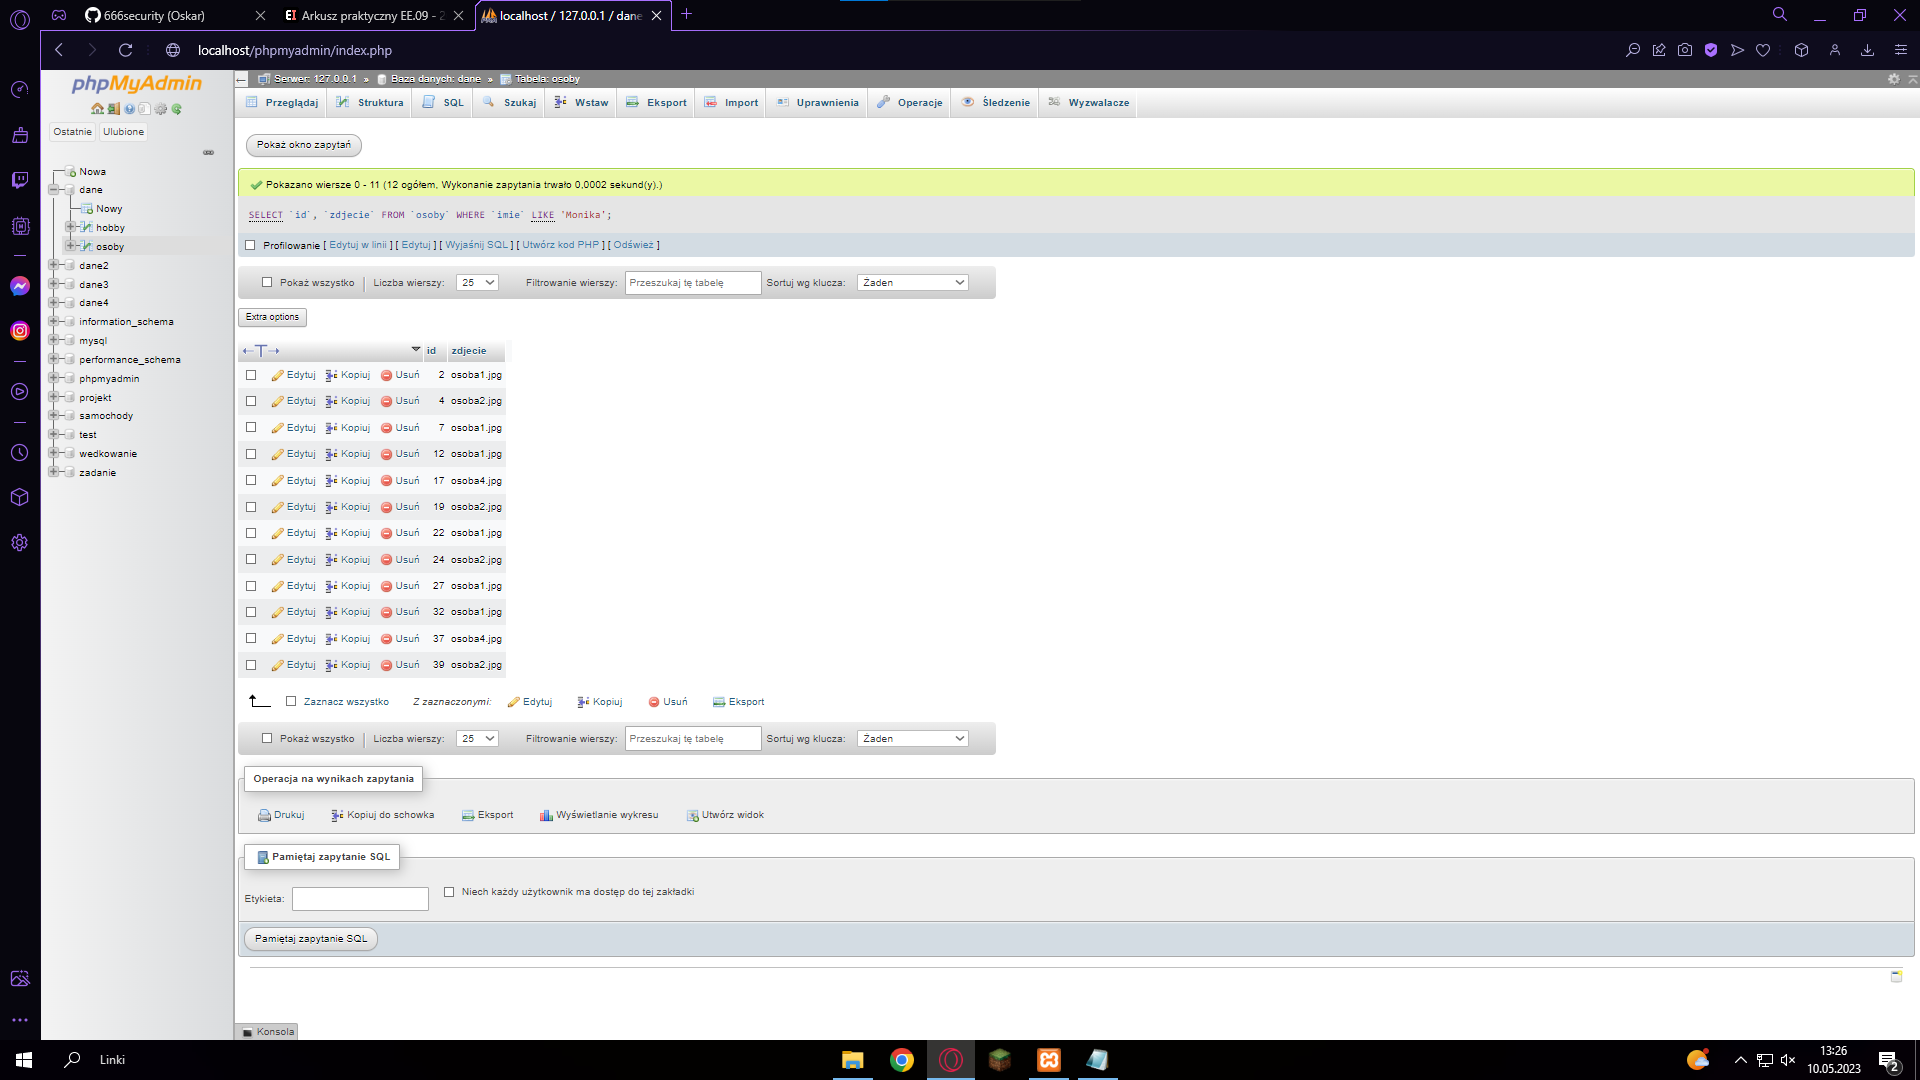 666security (Oskar)
Arkusz praktyczny EE.09 - 2
localhost / 127.0.0.1 / dane
localhost/phpmyadmin/index.php
phpMyAdmin
Ostatnie
Ulubione
Nowa
dane
Nowy
hobby
osoby
dane2
dane3
dane4
information_schema
mysql
performance_schema
phpmyadmin
projekt
samochody
test
wedkowanie
zadanie
Serwer: 127.0.0.1 » Baza danych: dane » Tabela: osoby
Przeglądaj Struktura SQL Szukaj Wstaw Eksport Import Uprawnienia Operacje Śledzenie Wyzwalacze
Pokaż okno zapytań
Pokazano wiersze 0 - 11 (12 ogółem, Wykonanie zapytania trwało 0,0002 sekund(y).)
SELECT `id`, `zdjecie` FROM `osoby` WHERE `imie` LIKE 'Monika';
Profilowanie [ Edytuj w linii ] [ Edytuj ] [ Wyjaśnij SQL ] [ Utwórz kod PHP ] [ Odśwież ]
Pokaż wszystko Liczba wierszy: 25 Filtrowanie wierszy: Przeszukaj tę tabelę Sortuj wg klucza: Żaden
Extra options
←T→ id zdjecie
Edytuj Kopiuj Usuń 2 osoba1.jpg
Edytuj Kopiuj Usuń 4 osoba2.jpg
Edytuj Kopiuj Usuń 7 osoba1.jpg
Edytuj Kopiuj Usuń 12 osoba1.jpg
Edytuj Kopiuj Usuń 17 osoba4.jpg
Edytuj Kopiuj Usuń 19 osoba2.jpg
Edytuj Kopiuj Usuń 22 osoba1.jpg
Edytuj Kopiuj Usuń 24 osoba2.jpg
Edytuj Kopiuj Usuń 27 osoba1.jpg
Edytuj Kopiuj Usuń 32 osoba1.jpg
Edytuj Kopiuj Usuń 37 osoba4.jpg
Edytuj Kopiuj Usuń 39 osoba2.jpg
Zaznacz wszystko Z zaznaczonymi: Edytuj Kopiuj Usuń Eksport
Pokaż wszystko Liczba wierszy: 25 Filtrowanie wierszy: Przeszukaj tę tabelę Sortuj wg klucza: Żaden
Operacja na wynikach zapytania
Drukuj Kopiuj do schowka Eksport Wyświetlanie wykresu Utwórz widok
Pamiętaj zapytanie SQL
Etykieta: Niech każdy użytkownik ma dostęp do tej zakładki
Pamiętaj zapytanie SQL
Konsola
Linki
13:26
10.05.2023
2